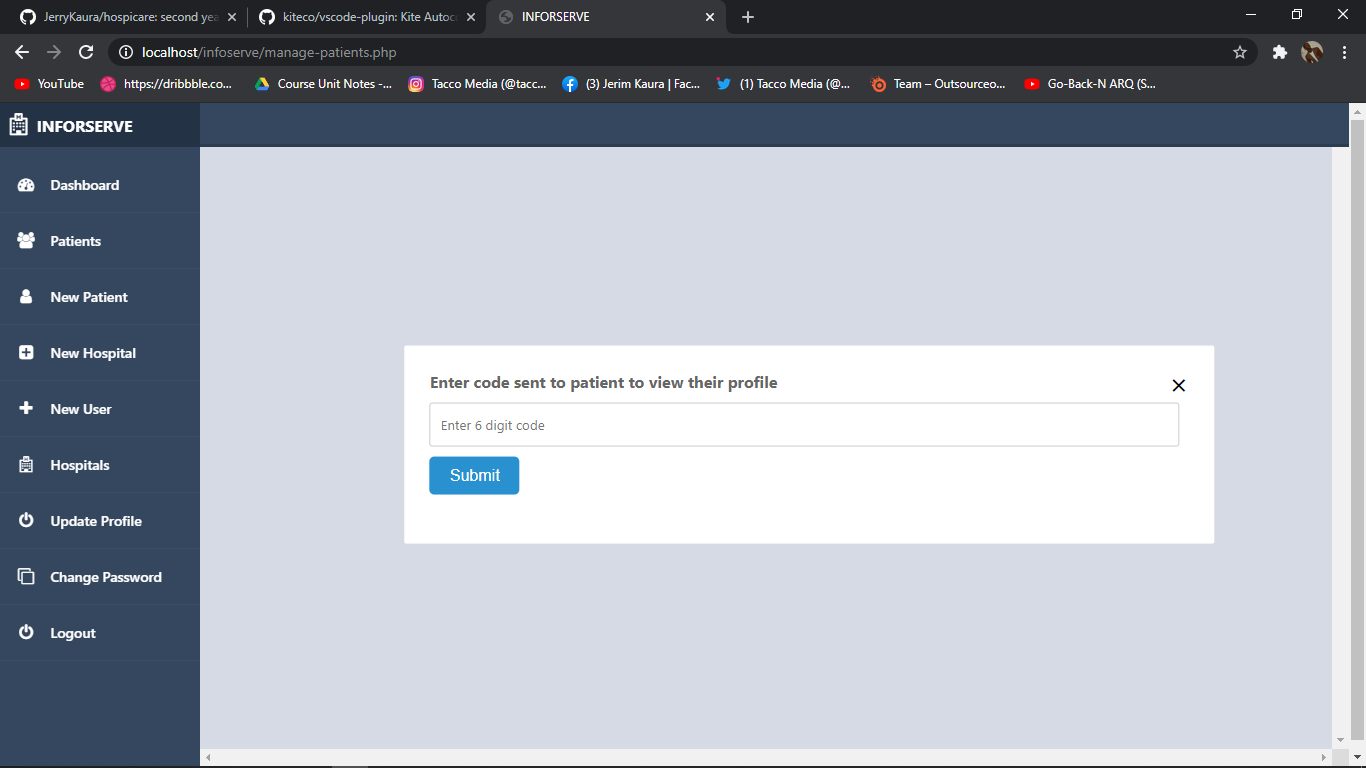 JerryKaura/hospicare: second yea
kiteco/vscode-plugin: Kite Autoco
INFORSERVE
localhost/infoserve/manage-patients.php
YouTube
https://dribbble.co...
Course Unit Notes -...
Tacco Media (@tacc...
(3) Jerim Kaura | Fac...
(1) Tacco Media (@...
Team – Outsourceo...
Go-Back-N ARQ (S...
INFORSERVE
Dashboard
Patients
New Patient
New Hospital
New User
Hospitals
Update Profile
Change Password
Logout
Enter code sent to patient to view their profile
Enter 6 digit code
Submit